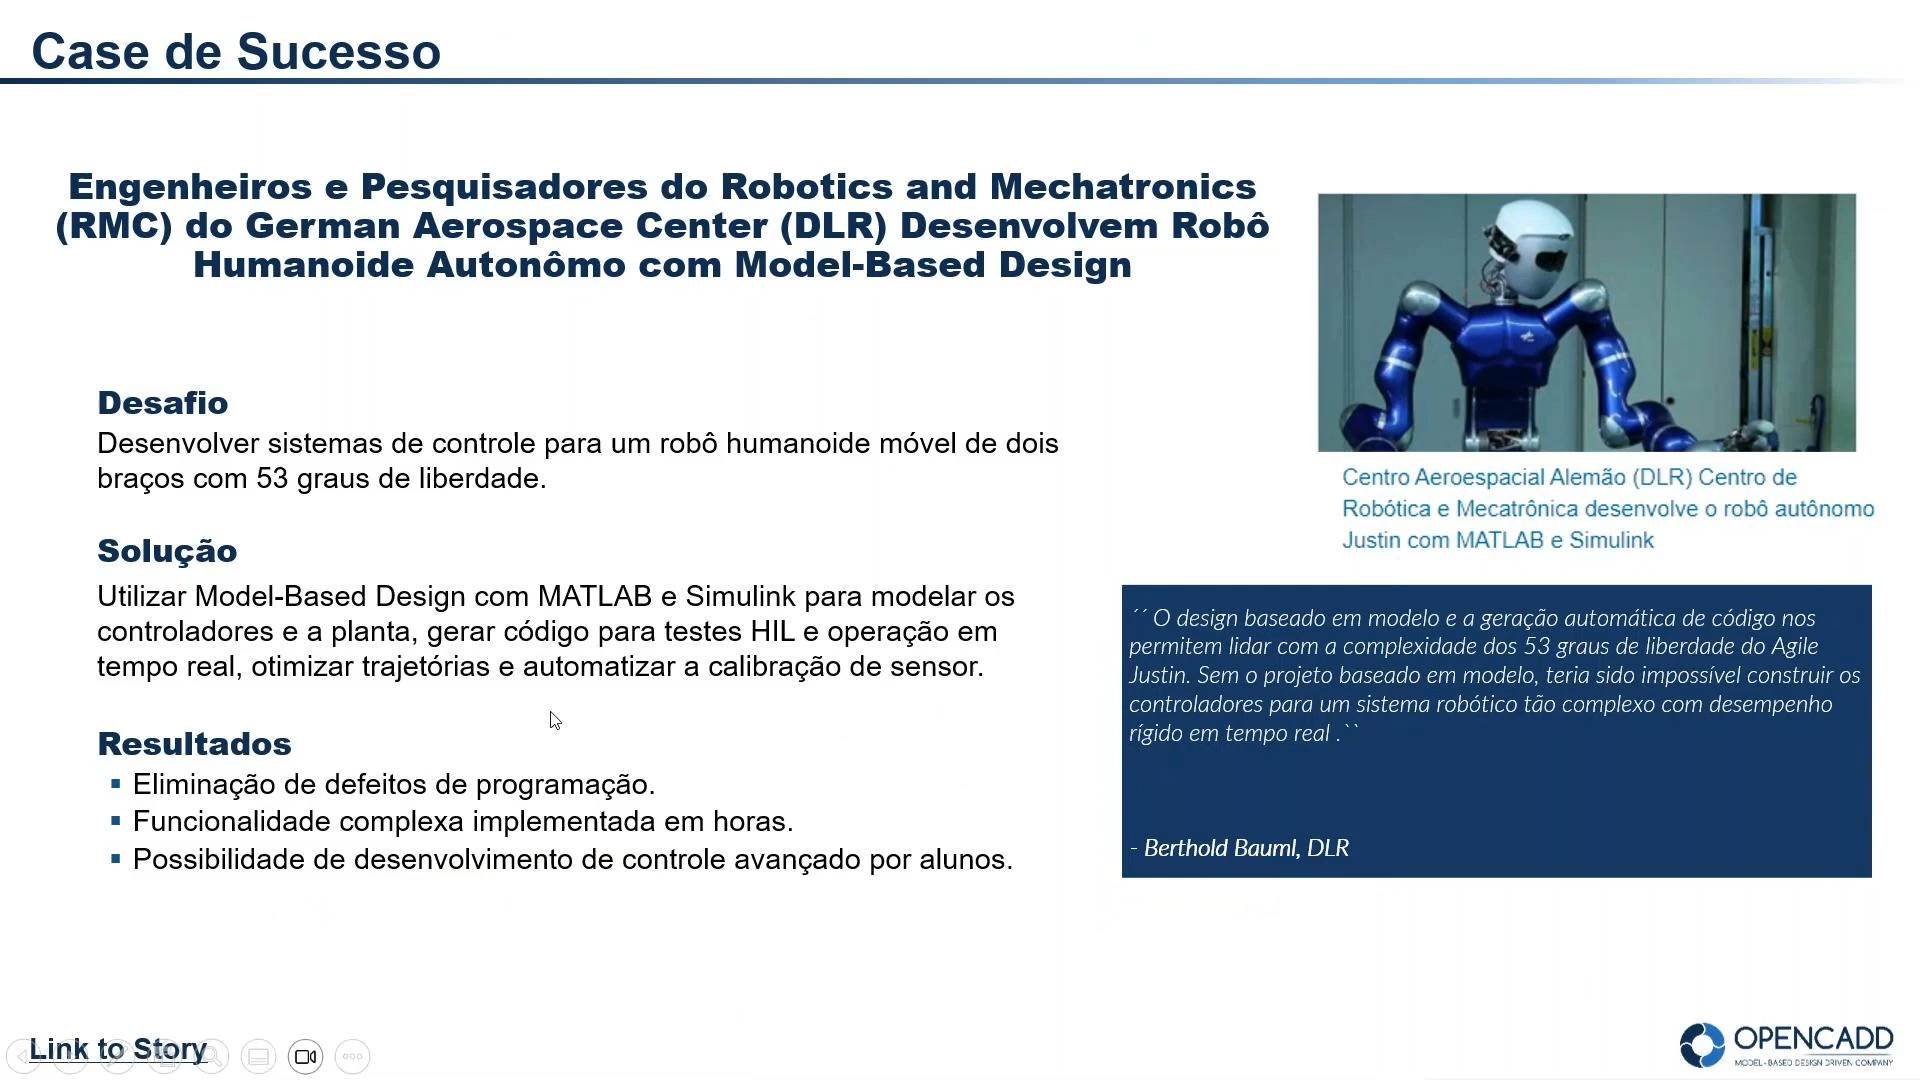 Case de Sucesso
Engenheiros e Pesquisadores do Robotics and Mechatronics
(RMC) do German Aerospace Center (DLR) Desenvolvem Robô
Humanoide Autonômo com Model-Based Design
Desafio
Desenvolver sistemas de controle para um robô humanoide móvel de dois
braços com 53 graus de liberdade.
Solução
Utilizar Model-Based Design com MATLAB e Simulink para modelar os
controladores e a planta, gerar código para testes HIL e operação em
tempo real, otimizar trajetórias e automatizar a calibração de sensor.
Resultados
▪ Eliminação de defeitos de programação.
▪ Funcionalidade complexa implementada em horas.
▪ Possibilidade de desenvolvimento de controle avançado por alunos.
Centro Aeroespacial Alemão (DLR) Centro de
Robótica e Mecatrônica desenvolve o robô autônomo
Justin com MATLAB e Simulink
´´ O design baseado em modelo e a geração automática de código nos
permitem lidar com a complexidade dos 53 graus de liberdade do Agile
Justin. Sem o projeto baseado em modelo, teria sido impossível construir os
controladores para um sistema robótico tão complexo com desempenho
rígido em tempo real .``
- Berthold Bauml, DLR
Link to Story
OPENCADD
MODEL-BASED DESIGN DRIVEN COMPANY